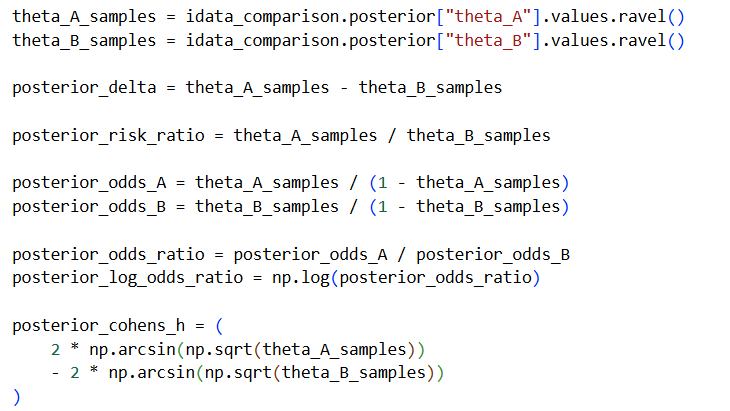 theta_A_samples = idata_comparison.posterior["theta_A"].values.ravel()
theta_B_samples = idata_comparison.posterior["theta_B"].values.ravel()

posterior_delta = theta_A_samples - theta_B_samples

posterior_risk_ratio = theta_A_samples / theta_B_samples

posterior_odds_A = theta_A_samples / (1 - theta_A_samples)
posterior_odds_B = theta_B_samples / (1 - theta_B_samples)

posterior_odds_ratio = posterior_odds_A / posterior_odds_B
posterior_log_odds_ratio = np.log(posterior_odds_ratio)

posterior_cohens_h = (
    2 * np.arcsin(np.sqrt(theta_A_samples))
    - 2 * np.arcsin(np.sqrt(theta_B_samples))
)